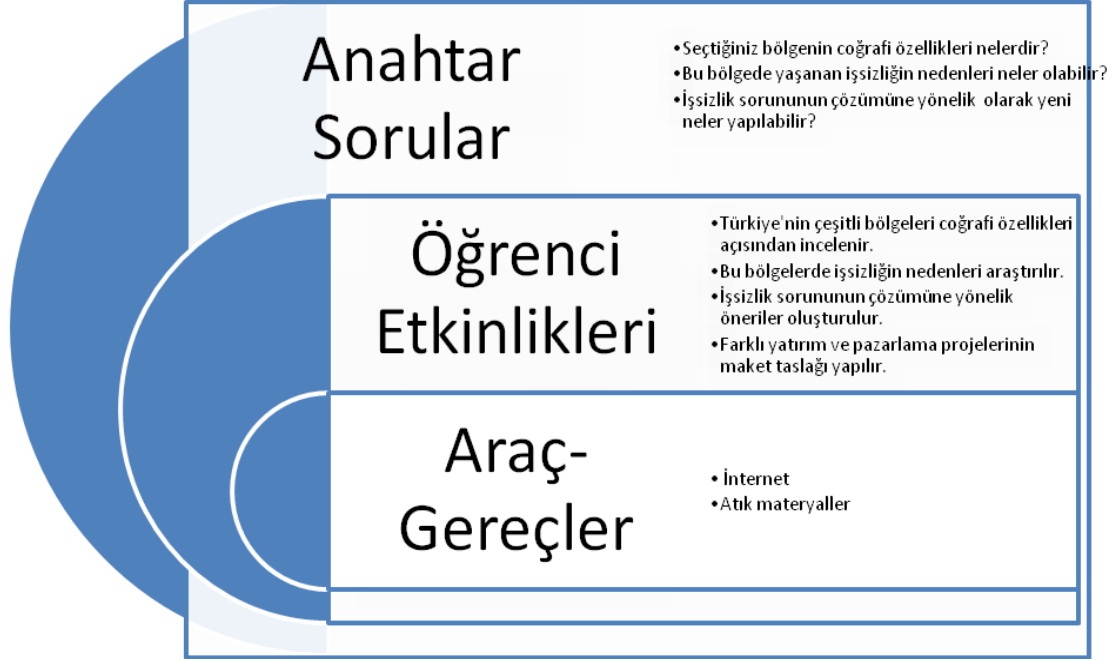 Anahtar
Sorular
•Seçtiğiniz bölgenin coğrafi özellikleri nelerdir?
•Bu bölgede yaşanan işsizliğin nedenleri neler olabilir?
•İşsizlik sorununun çözümüne yönelik olarak yeni
neler yapılabilir?
Öğrenci
Etkinlikleri
•Türkiye'nin çeşitli bölgeleri coğrafi özellikleri
açısından incelenir.
•Bu bölgelerde işsizliğin nedenleri araştırılır.
•İşsizlik sorununun çözümüne yönelik
öneriler oluşturulur.
•Farklı yatırım ve pazarlama projelerinin
maket taslağı yapılır.
Araç-
Gereçler
• İnternet
• Atık materyaller